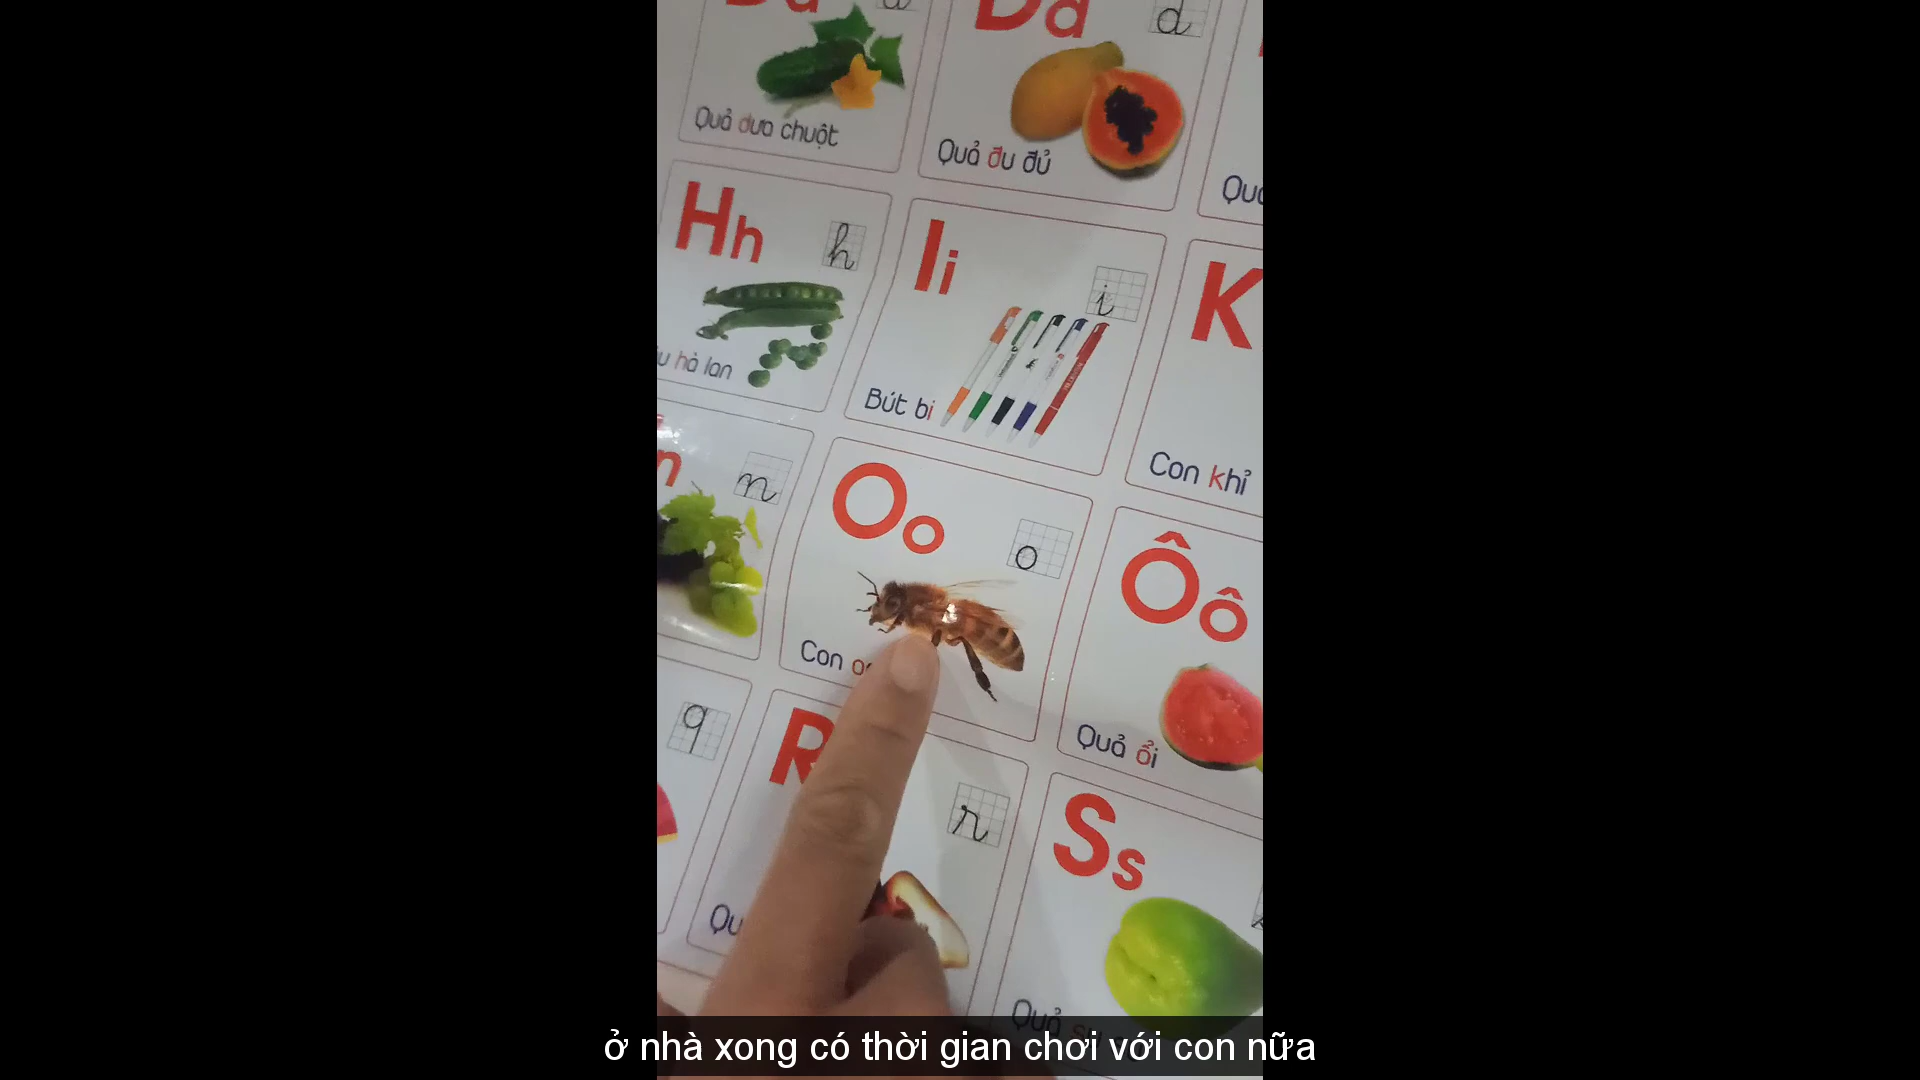 Quả dưa chuột
Đđ
đ
Quả đu đủ
Hh
h
hà lan
Ii
i
Bút bi
K
Con khỉ
n
n
Oo
o
Con
Ôô
Quả ổi
q
R
r
Ss
Quả
ở nhà xong có thời gian chơi với con nữa